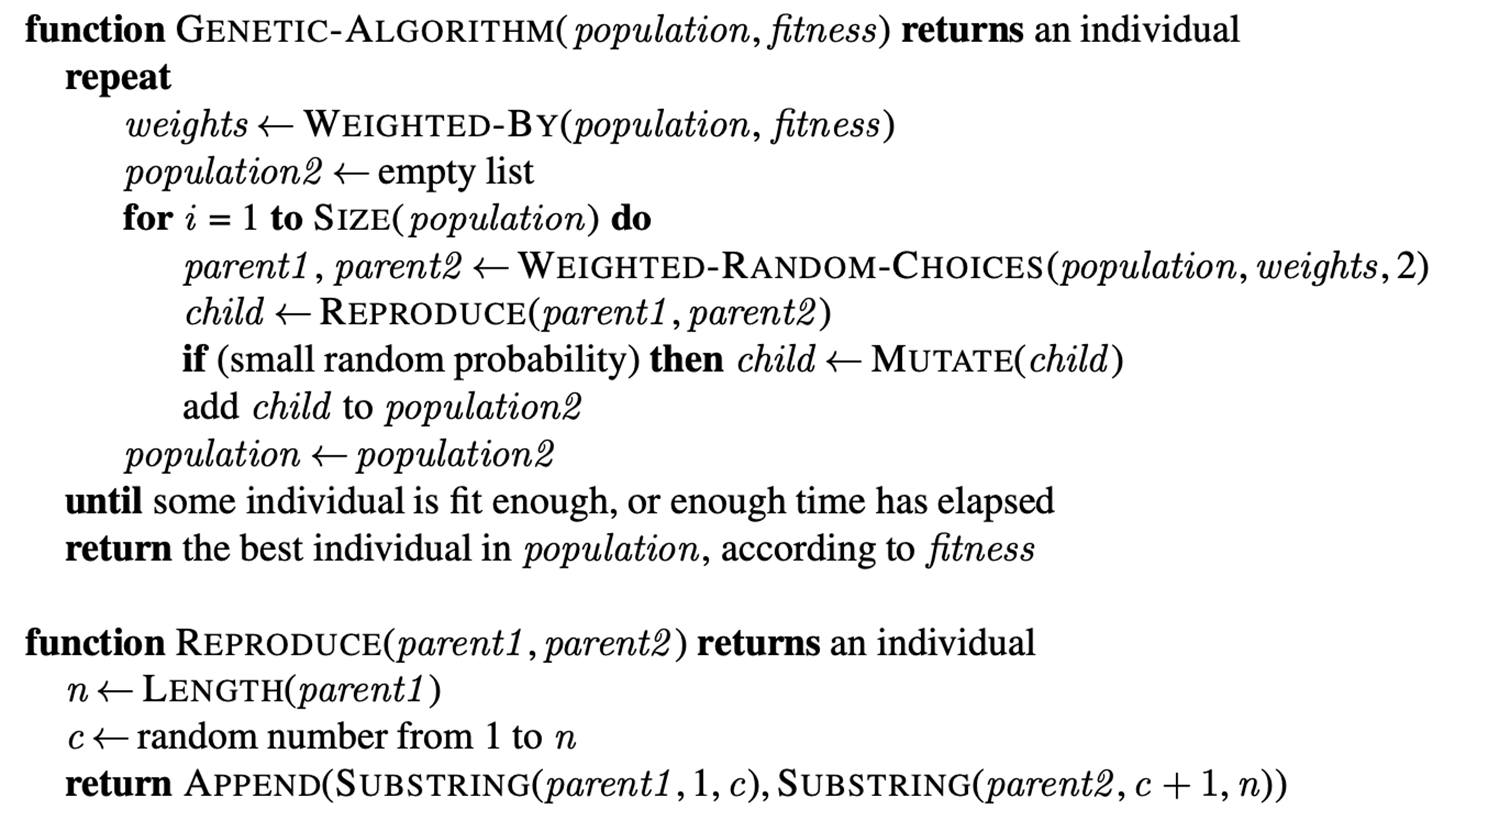 function GENETIC-ALGORITHM(population, fitness) returns an individual
repeat
weights ← WEIGHTED-BY(population, fitness)
population2 ← empty list
for i = 1 to SIZE(population) do
parent1, parent2 ← WEIGHTED-RANDOM-CHOICES(population, weights, 2)
child ← REPRODUCE(parent1, parent2)
if (small random probability) then child ← MUTATE(child)
add child to population2
population ← population2
until some individual is fit enough, or enough time has elapsed
return the best individual in population, according to fitness
function REPRODUCE(parent1, parent2) returns an individual
n ← LENGTH(parent1)
c ← random number from 1 to n
return APPEND(SUBSTRING(parent1, 1, c), SUBSTRING(parent2, c + 1, n))